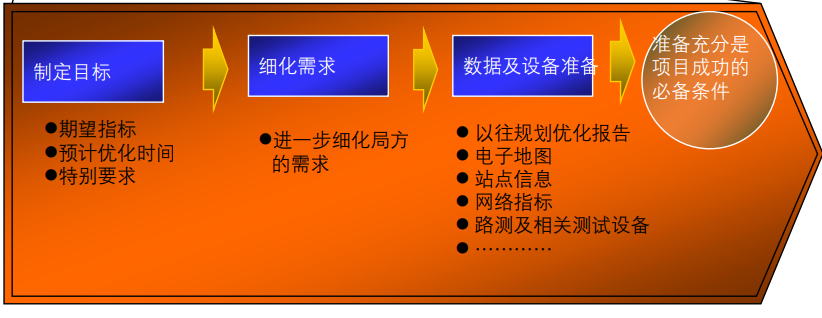 制定目标
●期望指标
●预计优化时间
●特别要求
细化需求
●进一步细化局方
的需求
数据及设备准备
● 以往规划优化报告
● 电子地图
● 站点信息
● 网络指标
● 路测及相关测试设备
● …………
准备充分是
项目成功的
必备条件